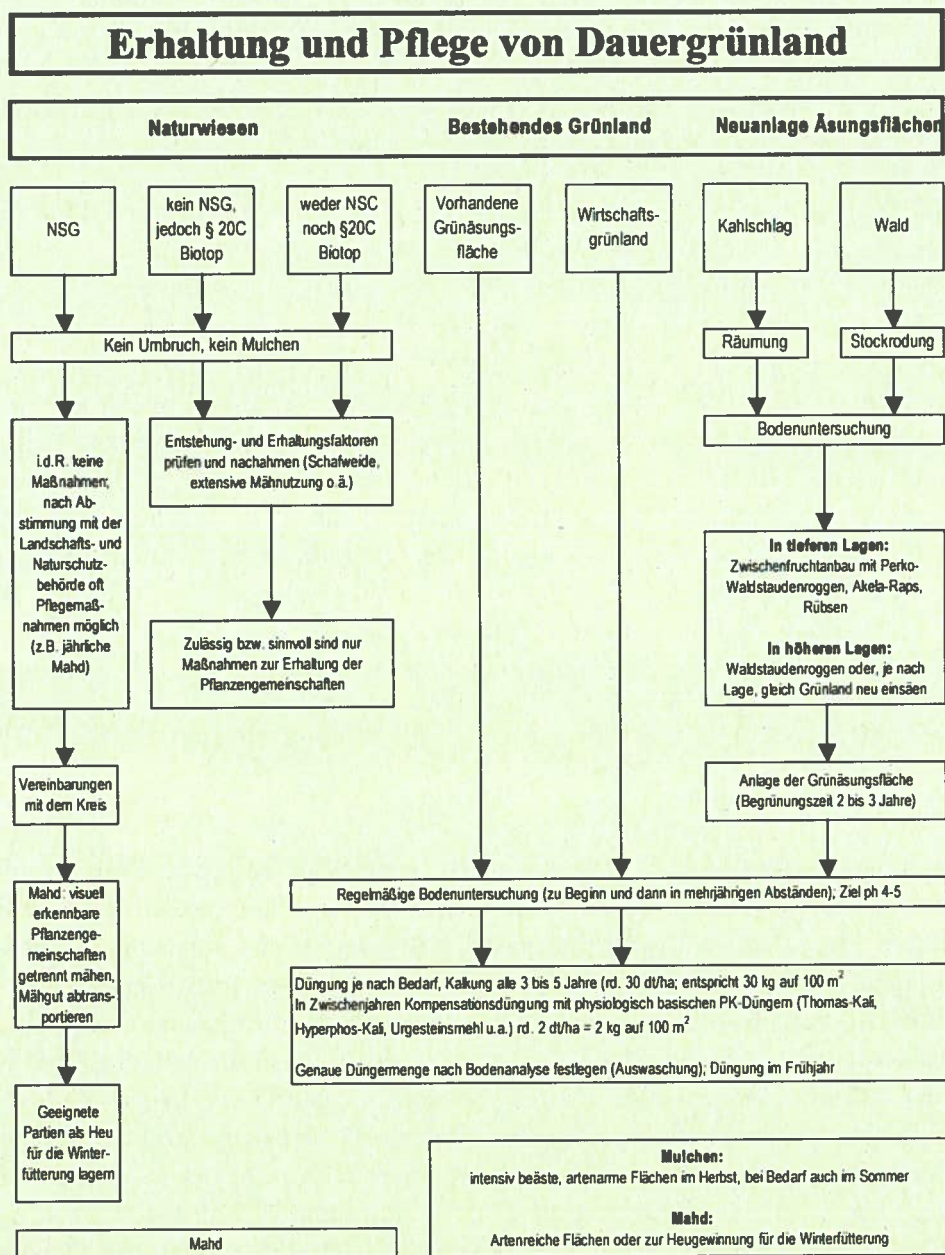 Erhaltung und Pflege von Dauergrünland
Naturwiesen
Bestehendes Grünland
Neuanlage Äsungsflächen
NSG
kein NSG,
jedoch § 20C
Biotop
weder NSC
noch §20C
Biotop
Vorhandene
Grünäsungs-
fläche
Wirtschafts-
grünland
Kahlschlag
Wald
Kein Umbruch, kein Mulchen
Räumung
Stockrodung
Bodenuntersuchung
i.d.R. keine
Maßnahmen;
nach Ab-
stimmung mit der
Landschafts- und
Naturschutz-
behörde oft
Pflegemaß-
nahmen möglich
(z.B. jährliche
Mahd)
Entstehung- und Erhaltungsfaktoren
prüfen und nachahmen (Schafweide,
extensive Mähnutzung o.ä.)
Zulässig bzw. sinnvoll sind nur
Maßnahmen zur Erhaltung der
Pflanzengemeinschaften
In tieferen Lagen:
Zwischenfruchtanbau mit Perko-
Waldstaudenroggen, Akela-Raps,
Rübsen
In höheren Lagen:
Waldstaudenroggen oder, je nach
Lage, gleich Grünland neu einsäen
Vereinbarungen
mit dem Kreis
Anlage der Grünäsungsfläche
(Begrünungszeit 2 bis 3 Jahre)
Mahd: visuell
erkennbare
Pflanzenge-
meinschaften
getrennt mähen,
Mähgut abtrans-
portieren
Regelmäßige Bodenuntersuchung (zu Beginn und dann in mehrjährigen Abständen); Ziel ph 4-5
Düngung je nach Bedarf, Kalkung alle 3 bis 5 Jahre (rd. 30 dt/ha; entspricht 30 kg auf 100 m²
In Zwischenjahren Kompensationsdüngung mit physiologisch basischen PK-Düngern (Thomas-Kali,
Hyperphos-Kali, Urgesteinsmehl u.a.) rd. 2 dt/ha = 2 kg auf 100 m²
Genaue Düngermenge nach Bodenanalyse festlegen (Auswaschung); Düngung im Frühjahr
Geeignete
Partien als Heu
für die Winter-
fütterung lagern
Mulchen:
intensiv beäste, artenarme Flächen im Herbst, bei Bedarf auch im Sommer
Mahd:
Artenreiche Flächen oder zur Heugewinnung für die Winterfütterung
Mahd